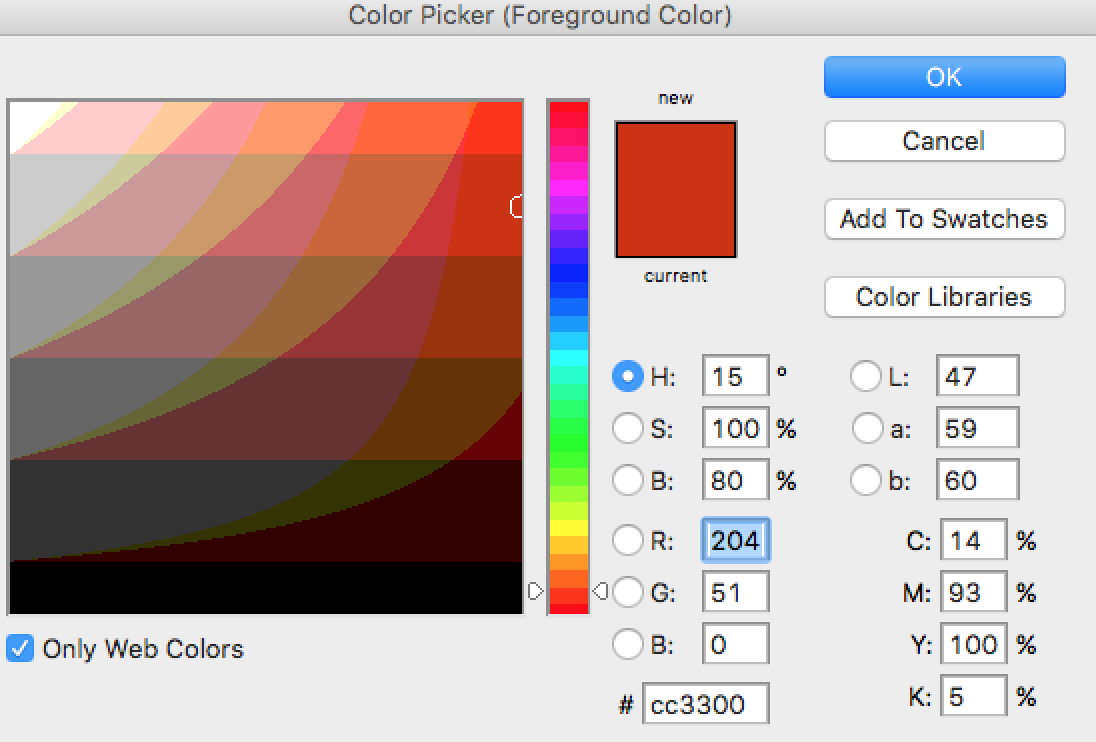 Color Picker (Foreground Color)
new
current
OK
Cancel
Add To Swatches
Color Libraries
H: 15 °
S: 100 %
B: 80 %
R: 204
G: 51
B: 0
# cc3300
L: 47
a: 59
b: 60
C: 14 %
M: 93 %
Y: 100 %
K: 5 %
Only Web Colors